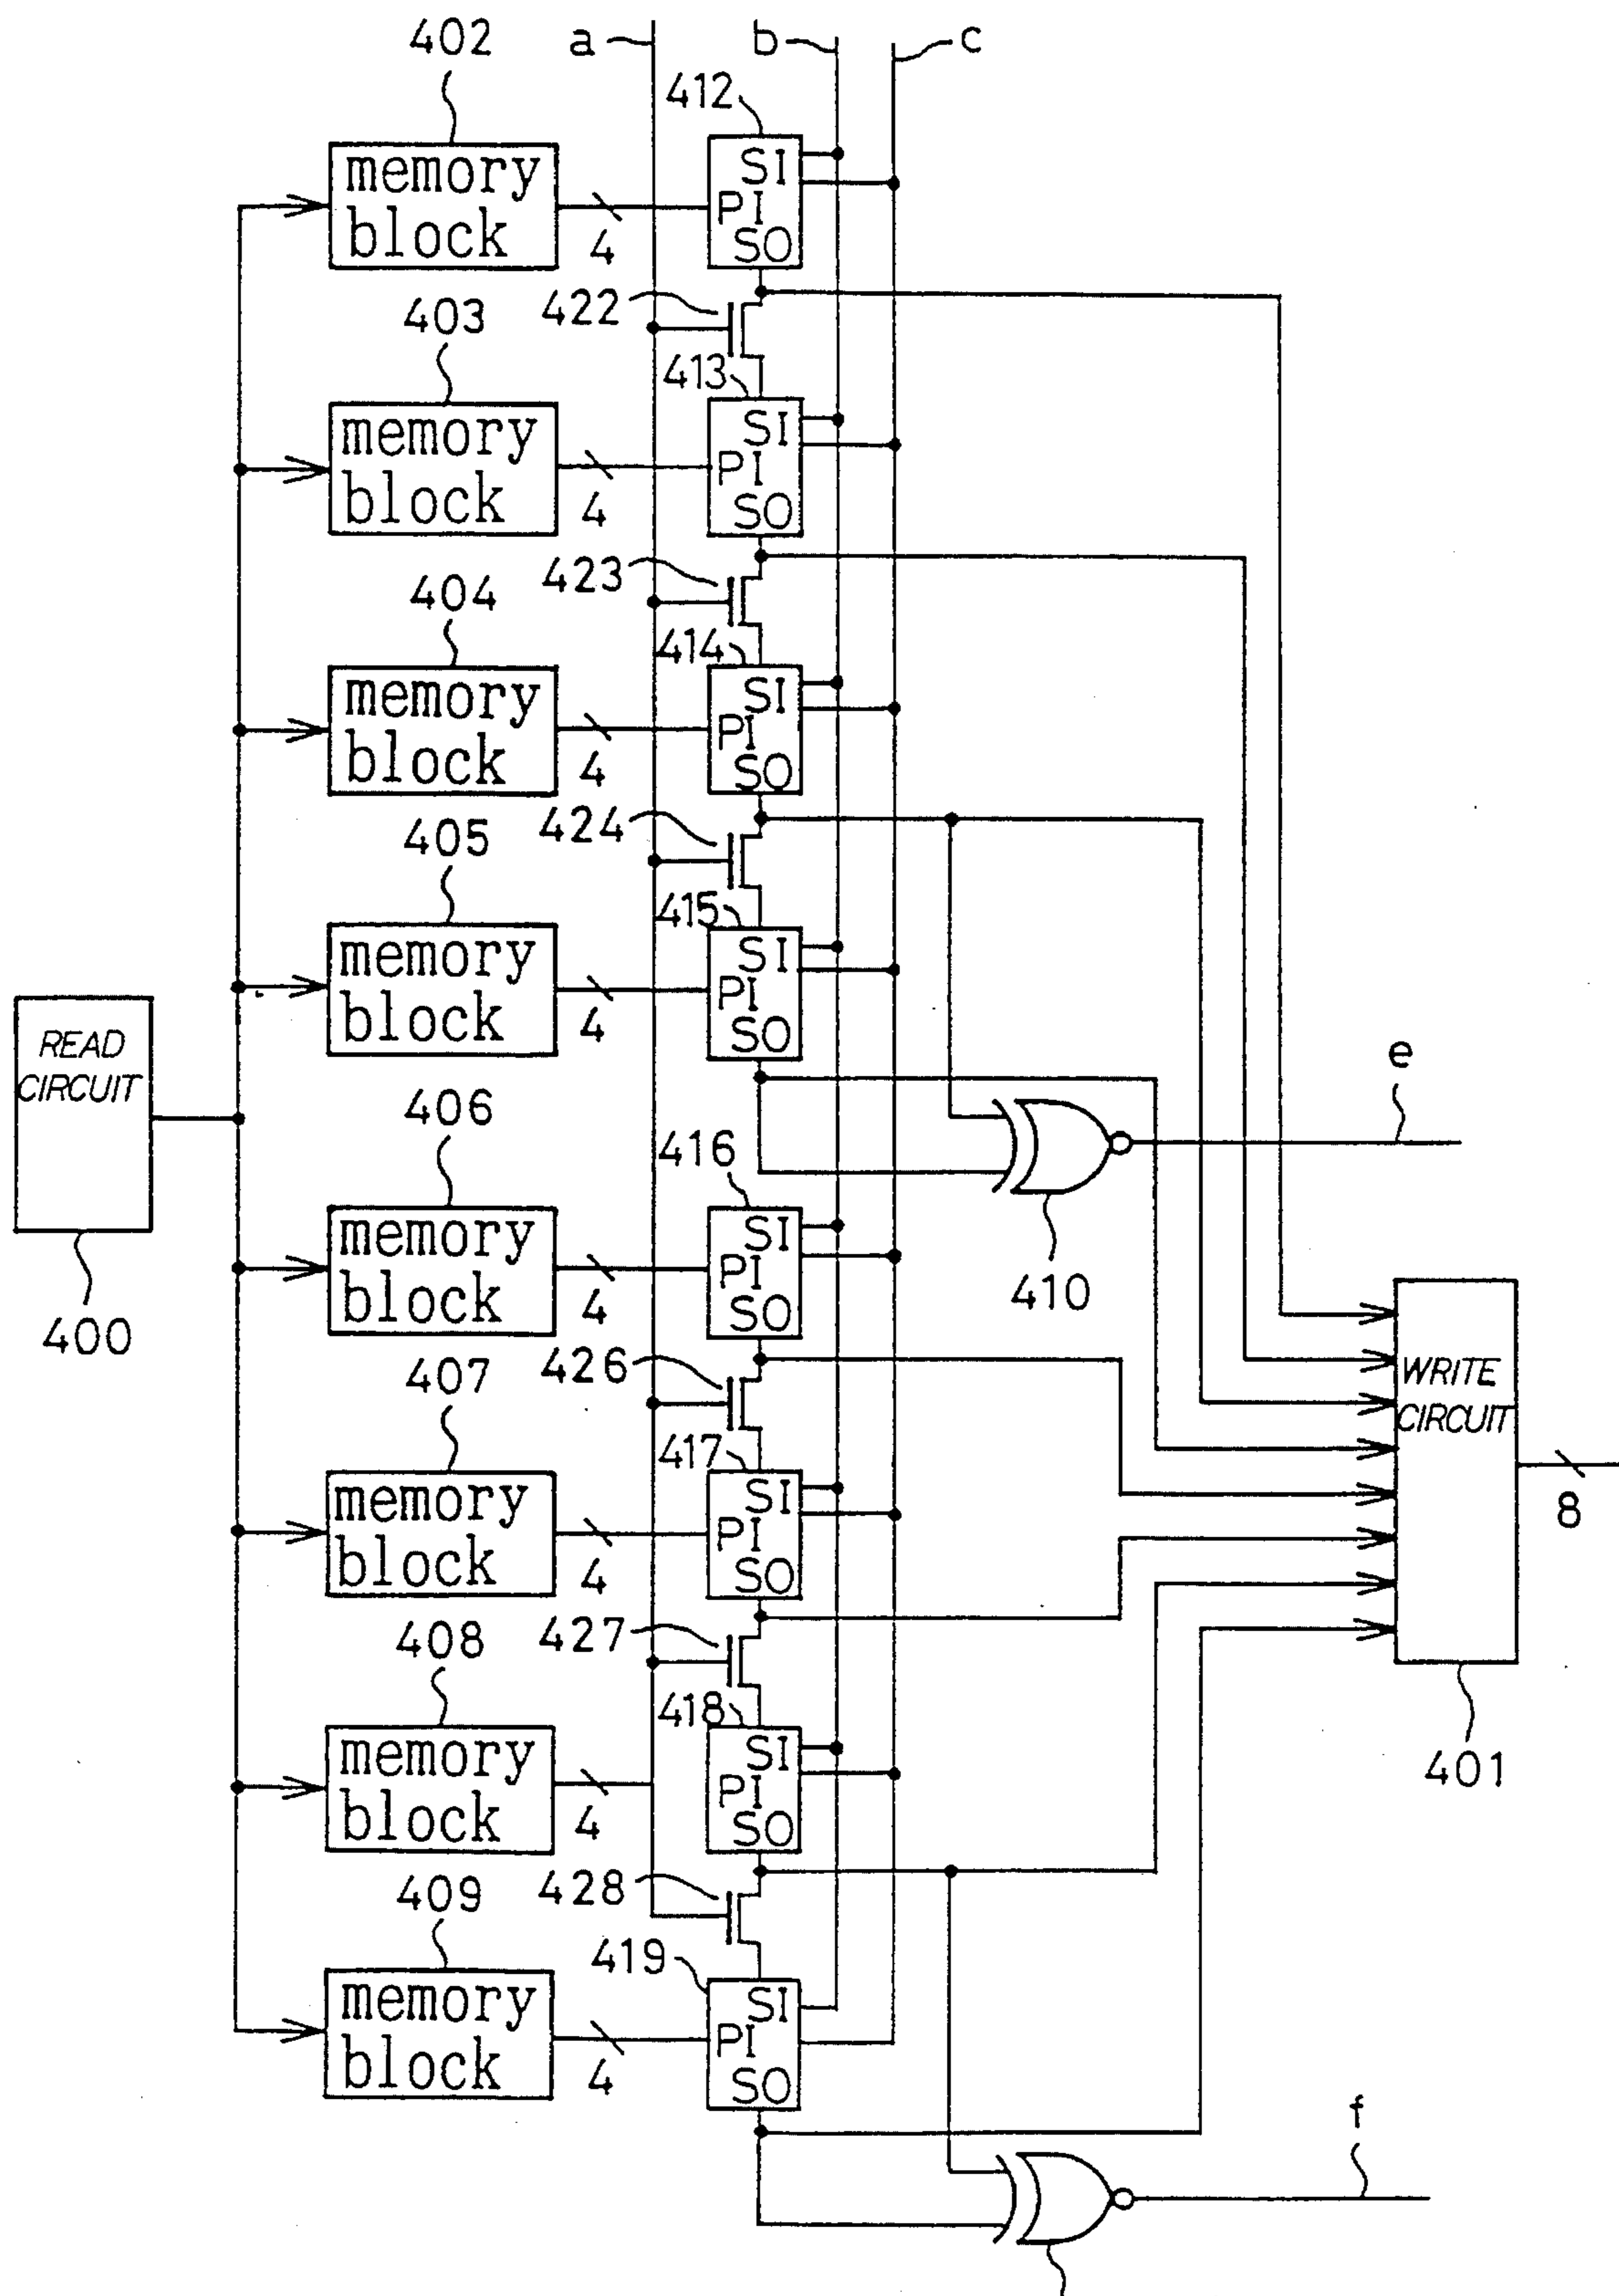 402
a
b
c
412
memory
block
4
SI
PI
SO
422
403
413
memory
block
4
SI
PI
SO
423
404
414
memory
block
4
SI
PI
SO
424
405
415
memory
block
4
SI
PI
SO
READ
CIRCUIT
400
e
410
406
416
memory
block
4
SI
PI
SO
426
WRITE
CIRCUIT
401
8
407
417
memory
block
4
SI
PI
SO
427
408
418
memory
block
4
SI
PI
SO
428
409
419
memory
block
4
SI
PI
SO
f